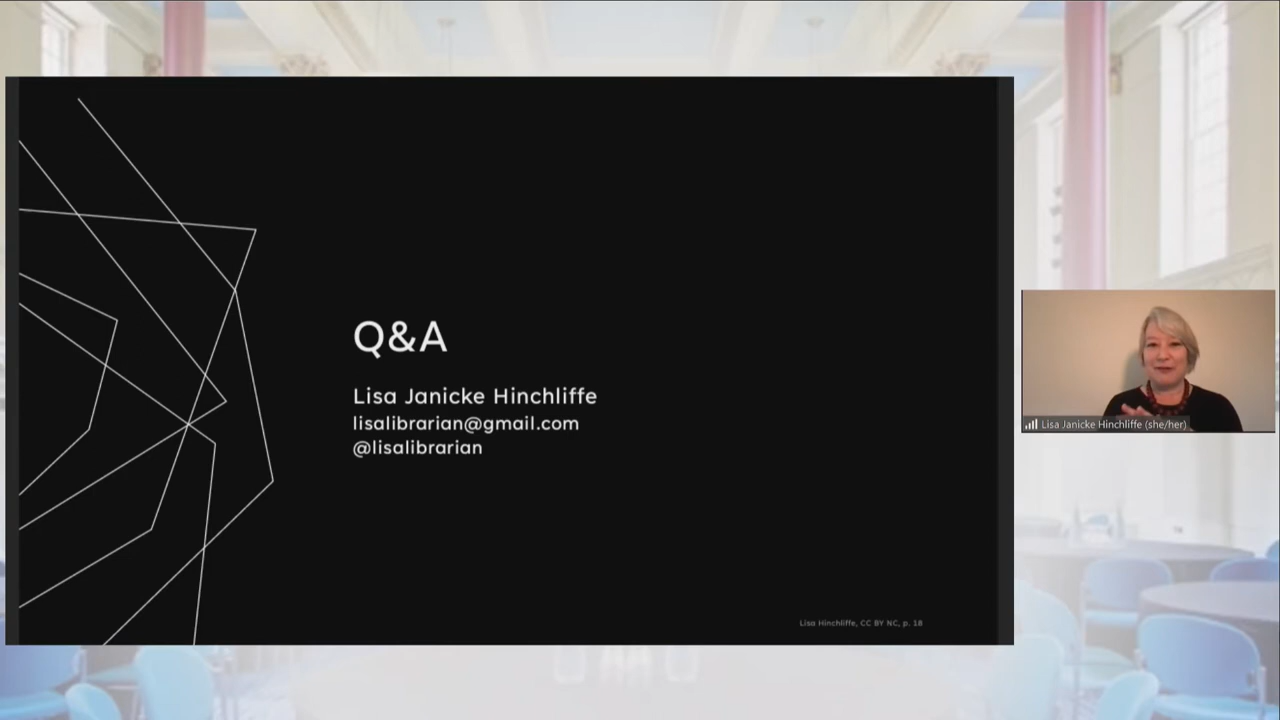 Q&A
Lisa Janicke Hinchliffe
lisalibrarian@gmail.com
@lisalibrarian
Lisa Hinchliffe, CC BY NC, p. 18
Lisa Janicke Hinchliffe (she/her)